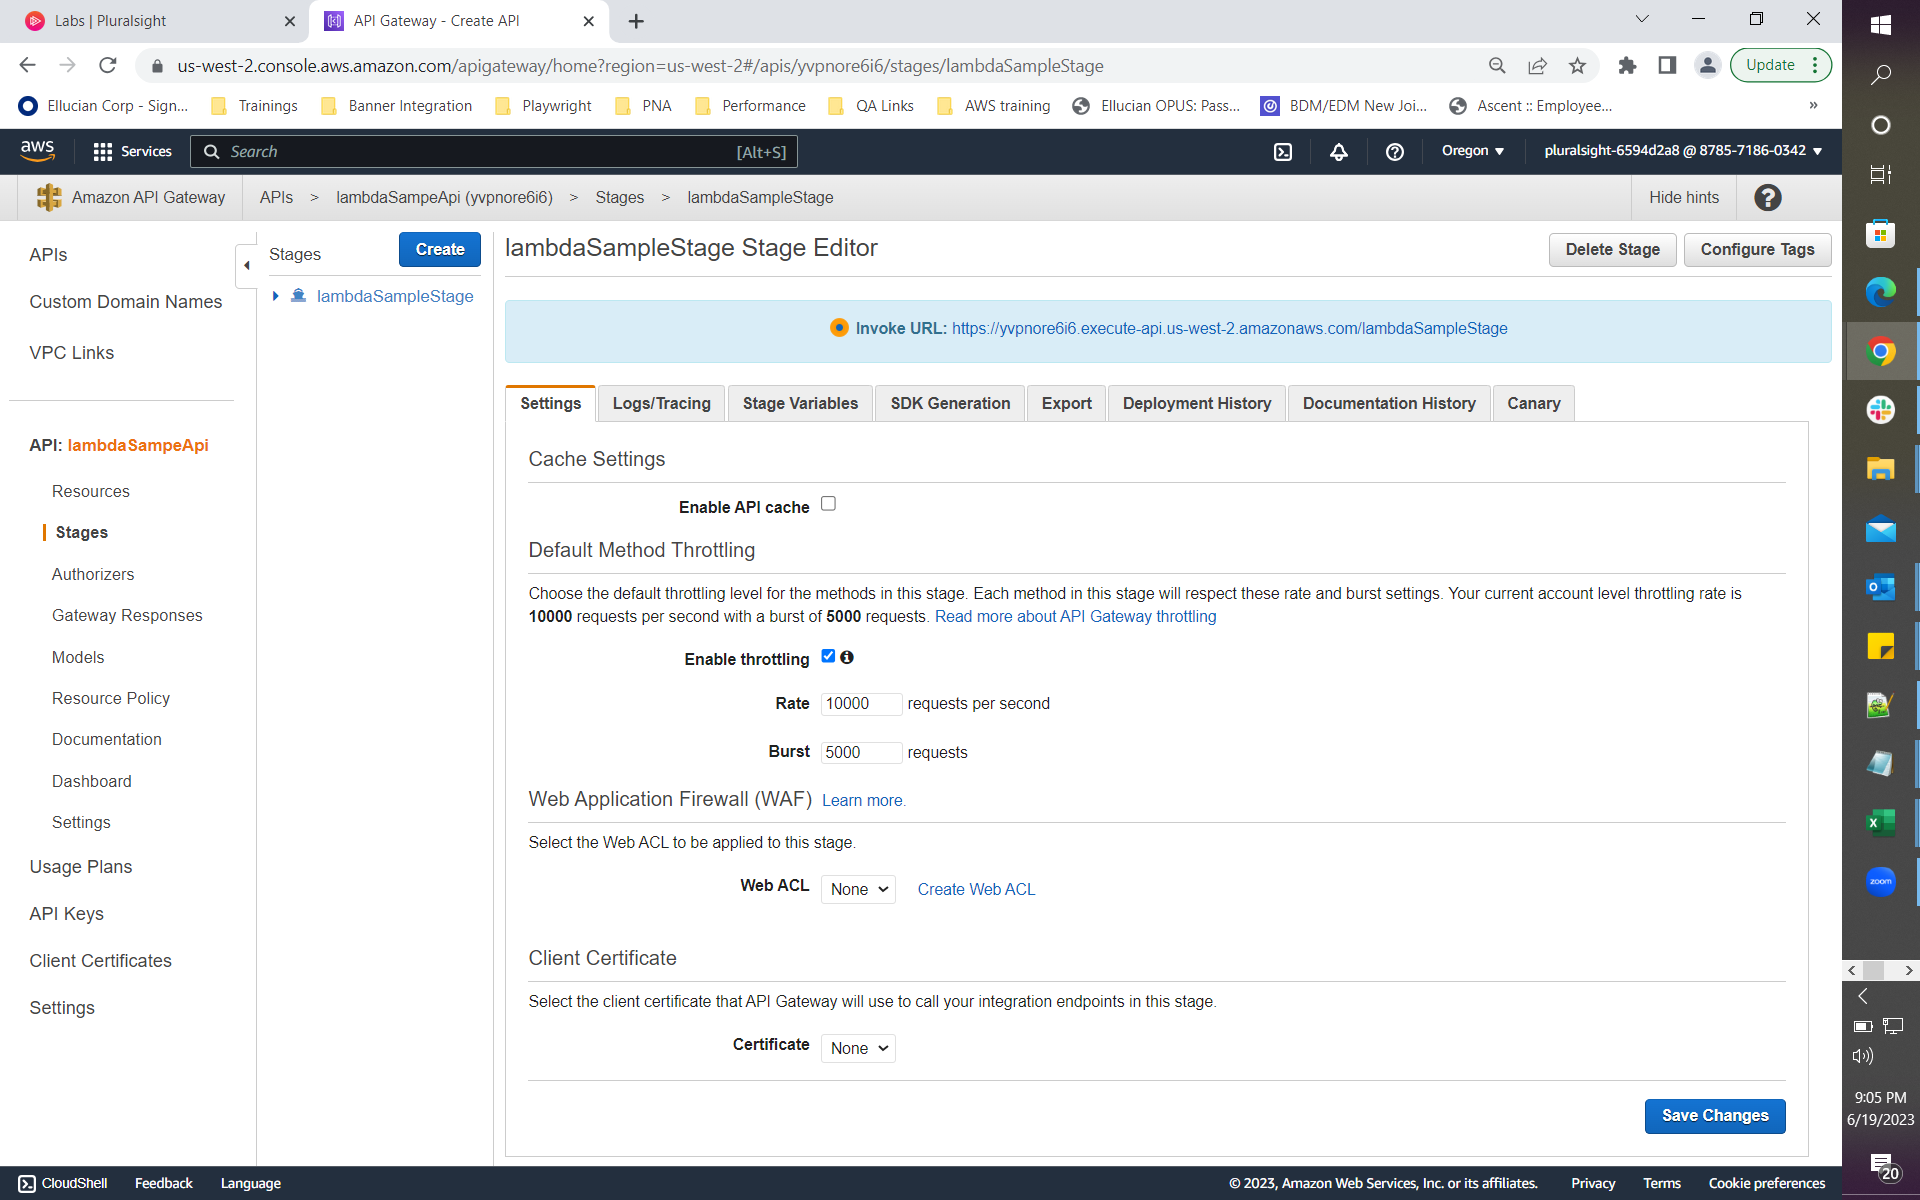 Labs | Pluralsight
API Gateway - Create API
us-west-2.console.aws.amazon.com/apigateway/home?region=us-west-2#/apis/yvpnore6i6/stages/lambdaSampleStage
Update
Ellucian Corp - Sign...
Trainings
Banner Integration
Playwright
PNA
Performance
QA Links
AWS training
Ellucian OPUS: Pass...
BDM/EDM New Joi...
Ascent :: Employee...
»
aws
Services
Search
[Alt+S]
Oregon
pluralsight-6594d2a8 @ 8785-7186-0342
Amazon API Gateway
APIs > lambdaSampeApi (yvpnore6i6) > Stages > lambdaSampleStage
Hide hints
?
APIs
Custom Domain Names
VPC Links
API: lambdaSampeApi
Resources
Stages
Authorizers
Gateway Responses
Models
Resource Policy
Documentation
Dashboard
Settings
Usage Plans
API Keys
Client Certificates
Settings
Stages
Create
lambdaSampleStage
lambdaSampleStage Stage Editor
Delete Stage
Configure Tags
Invoke URL: https://yvpnore6i6.execute-api.us-west-2.amazonaws.com/lambdaSampleStage
Settings
Logs/Tracing
Stage Variables
SDK Generation
Export
Deployment History
Documentation History
Canary
Cache Settings
Enable API cache
Default Method Throttling
Choose the default throttling level for the methods in this stage. Each method in this stage will respect these rate and burst settings. Your current account level throttling rate is
10000 requests per second with a burst of 5000 requests. Read more about API Gateway throttling
Enable throttling
Rate 10000 requests per second
Burst 5000 requests
Web Application Firewall (WAF) Learn more.
Select the Web ACL to be applied to this stage.
Web ACL None Create Web ACL
Client Certificate
Select the client certificate that API Gateway will use to call your integration endpoints in this stage.
Certificate None
Save Changes
CloudShell
Feedback
Language
© 2023, Amazon Web Services, Inc. or its affiliates.
Privacy
Terms
Cookie preferences
zoom
9:05 PM
6/19/2023
20